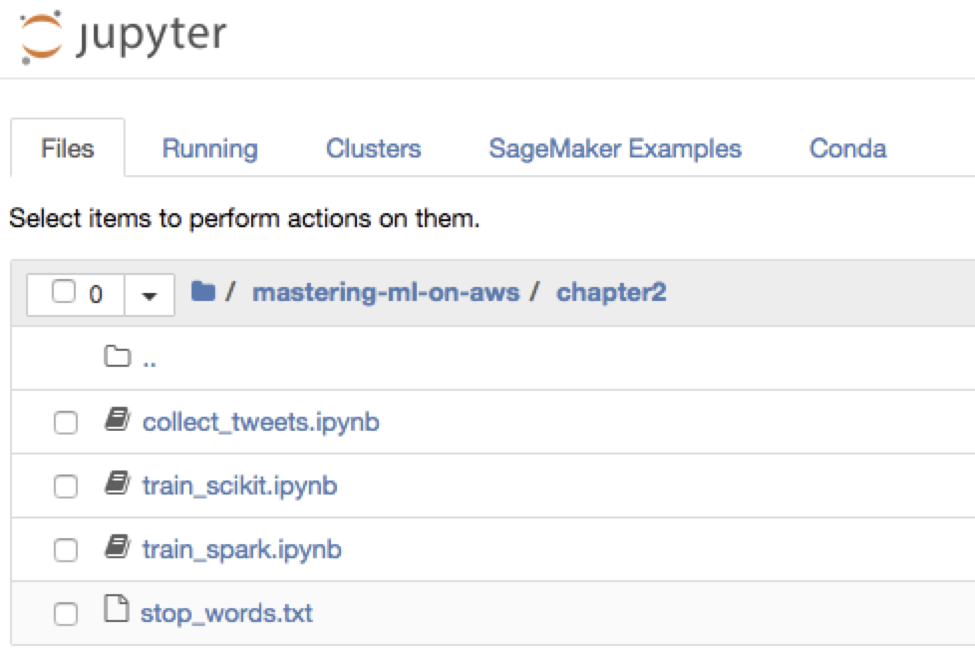 jupyter
Files Running Clusters SageMaker Examples Conda
Select items to perform actions on them.
0 / mastering-ml-on-aws / chapter2
..
collect_tweets.ipynb
train_scikit.ipynb
train_spark.ipynb
stop_words.txt